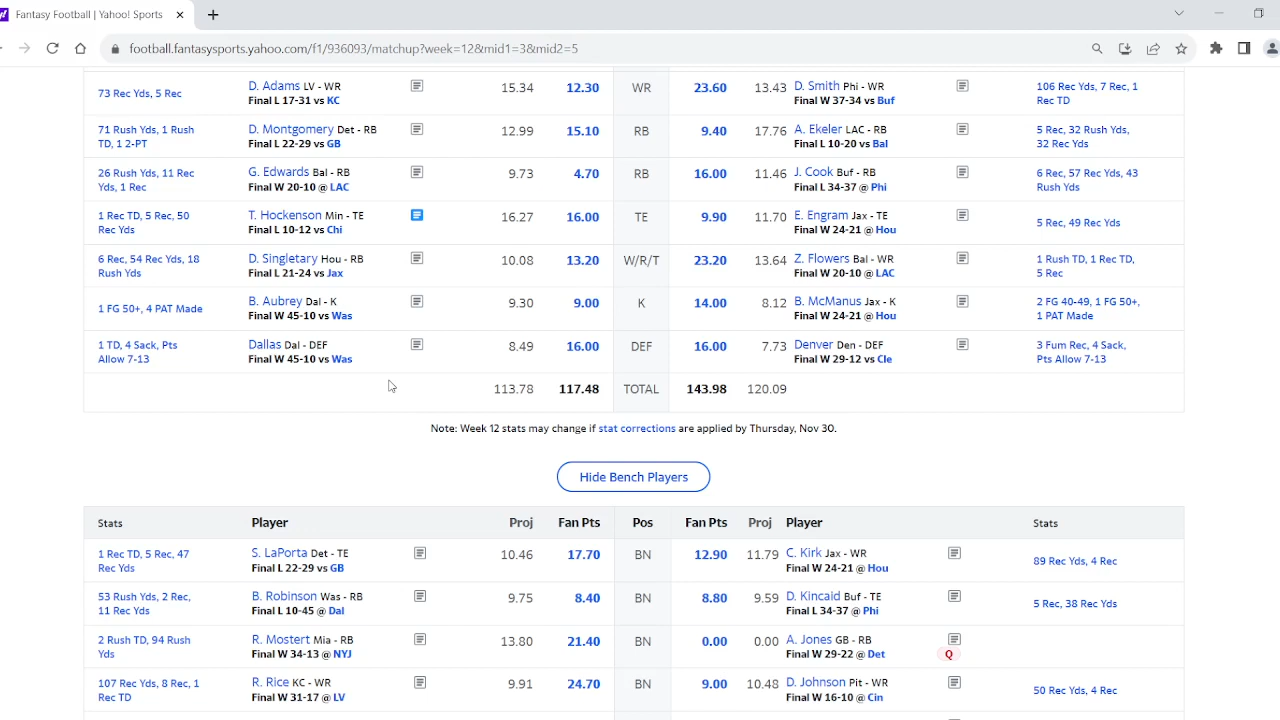 Fantasy Football | Yahoo! Sports
football.fantasysports.yahoo.com/f1/936093/matchup?week=12&mid1=3&mid2=5
73 Rec Yds, 5 Rec D. Adams LV - WR Final L 17-31 vs KC 15.34 12.30 WR 23.60 13.43 D. Smith Phi - WR Final W 37-34 vs Buf 106 Rec Yds, 7 Rec, 1 Rec TD
71 Rush Yds, 1 Rush TD, 1 2-PT D. Montgomery Det - RB Final L 22-29 vs GB 12.99 15.10 RB 9.40 17.76 A. Ekeler LAC - RB Final L 10-20 vs Bal 5 Rec, 32 Rush Yds, 32 Rec Yds
26 Rush Yds, 11 Rec Yds, 1 Rec G. Edwards Bal - RB Final W 20-10 @ LAC 9.73 4.70 RB 16.00 11.46 J. Cook Buf - RB Final L 34-37 @ Phi 6 Rec, 57 Rec Yds, 43 Rush Yds
1 Rec TD, 5 Rec, 50 Rec Yds T. Hockenson Min - TE Final L 10-12 vs Chi 16.27 16.00 TE 9.90 11.70 E. Engram Jax - TE Final W 24-21 @ Hou 5 Rec, 49 Rec Yds
6 Rec, 54 Rec Yds, 18 Rush Yds D. Singletary Hou - RB Final L 21-24 vs Jax 10.08 13.20 W/R/T 23.20 13.64 Z. Flowers Bal - WR Final W 20-10 @ LAC 1 Rush TD, 1 Rec TD, 5 Rec
1 FG 50+, 4 PAT Made B. Aubrey Dal - K Final W 45-10 vs Was 9.30 9.00 K 14.00 8.12 B. McManus Jax - K Final W 24-21 @ Hou 2 FG 40-49, 1 FG 50+, 1 PAT Made
1 TD, 4 Sack, Pts Allow 7-13 Dallas Dal - DEF Final W 45-10 vs Was 8.49 16.00 DEF 16.00 7.73 Denver Den - DEF Final W 29-12 vs Cle 3 Fum Rec, 4 Sack, Pts Allow 7-13
113.78 117.48 TOTAL 143.98 120.09
Note: Week 12 stats may change if stat corrections are applied by Thursday, Nov 30.
Hide Bench Players
Stats Player Proj Fan Pts Pos Fan Pts Proj Player Stats
1 Rec TD, 5 Rec, 47 Rec Yds S. LaPorta Det - TE Final L 22-29 vs GB 10.46 17.70 BN 12.90 11.79 C. Kirk Jax - WR Final W 24-21 @ Hou 89 Rec Yds, 4 Rec
53 Rush Yds, 2 Rec, 11 Rec Yds B. Robinson Was - RB Final L 10-45 @ Dal 9.75 8.40 BN 8.80 9.59 D. Kincaid Buf - TE Final L 34-37 @ Phi 5 Rec, 38 Rec Yds
2 Rush TD, 94 Rush Yds R. Mostert Mia - RB Final W 34-13 @ NYJ 13.80 21.40 BN 0.00 0.00 A. Jones GB - RB Final W 29-22 @ Det Q
107 Rec Yds, 8 Rec, 1 Rec TD R. Rice KC - WR Final W 31-17 @ LV 9.91 24.70 BN 9.00 10.48 D. Johnson Pit - WR Final W 16-10 @ Cin 50 Rec Yds, 4 Rec